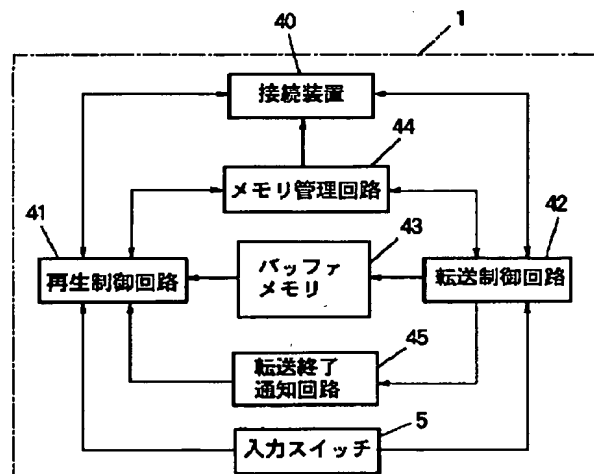 1
40
接続装置
44
メモリ管理回路
41
再生制御回路
43
バッファ
メモリ
42
転送制御回路
45
転送終了
通知回路
5
入力スイッチ